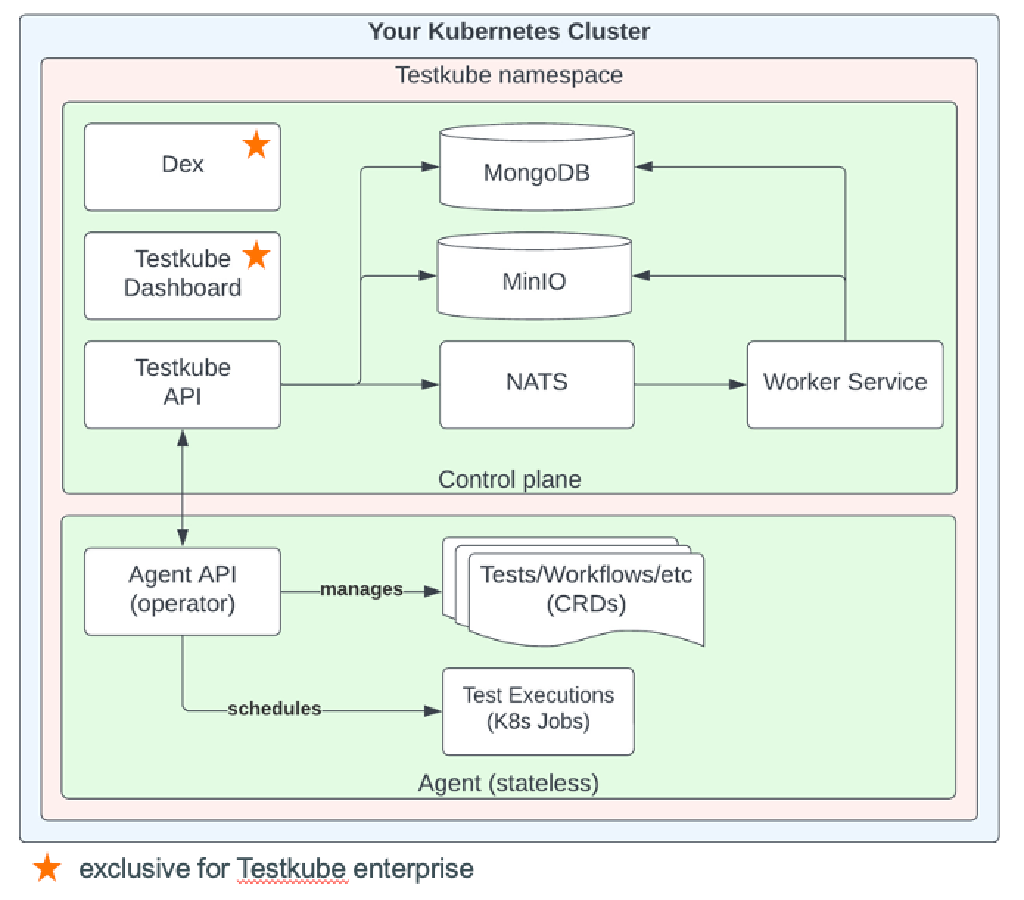 Your Kubernetes Cluster
Testkube namespace
Dex
MongoDB
Testkube
Dashboard
MinIO
Testkube
API
NATS
Worker Service
Control plane
Agent API
(operator)
manages
Tests/Workflows/etc
(CRDs)
schedules
Test Executions
(K8s Jobs)
Agent (stateless)
exclusive for Testkube enterprise